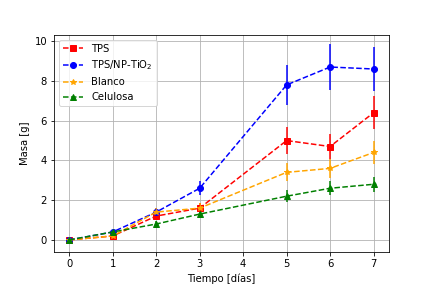 10
8
6
4
2
0
Masa [g]
TPS
TPS/NP-TiO₂
Blanco
Celulosa
0 1 2 3 4 5 6 7
Tiempo [días]